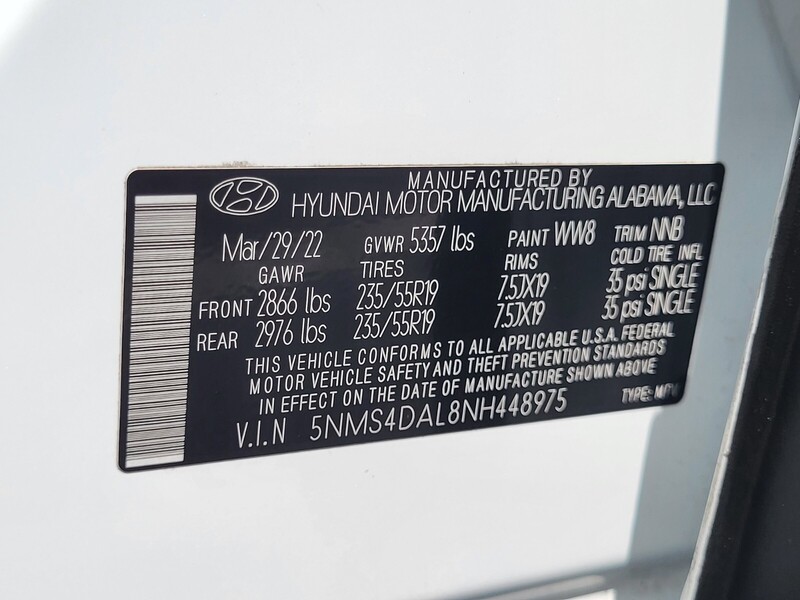 MANUFACTURED BY
HYUNDAI MOTOR MANUFACTURING ALABAMA, LLC
Mar/29/22 GVWR 5357 lbs PAINT WW8 TRIM NNB
GAWR TIRES RIMS COLD TIRE INFL
FRONT 2866 lbs 235/55R19 7.5JX19 35 psi SINGLE
REAR 2976 lbs 235/55R19 7.5JX19 35 psi SINGLE
THIS VEHICLE CONFORMS TO ALL APPLICABLE U.S.A. FEDERAL
MOTOR VEHICLE SAFETY AND THEFT PREVENTION STANDARDS
IN EFFECT ON THE DATE OF MANUFACTURE SHOWN ABOVE
V.I.N 5NMS4DAL8NH448975 TYPE: MPV